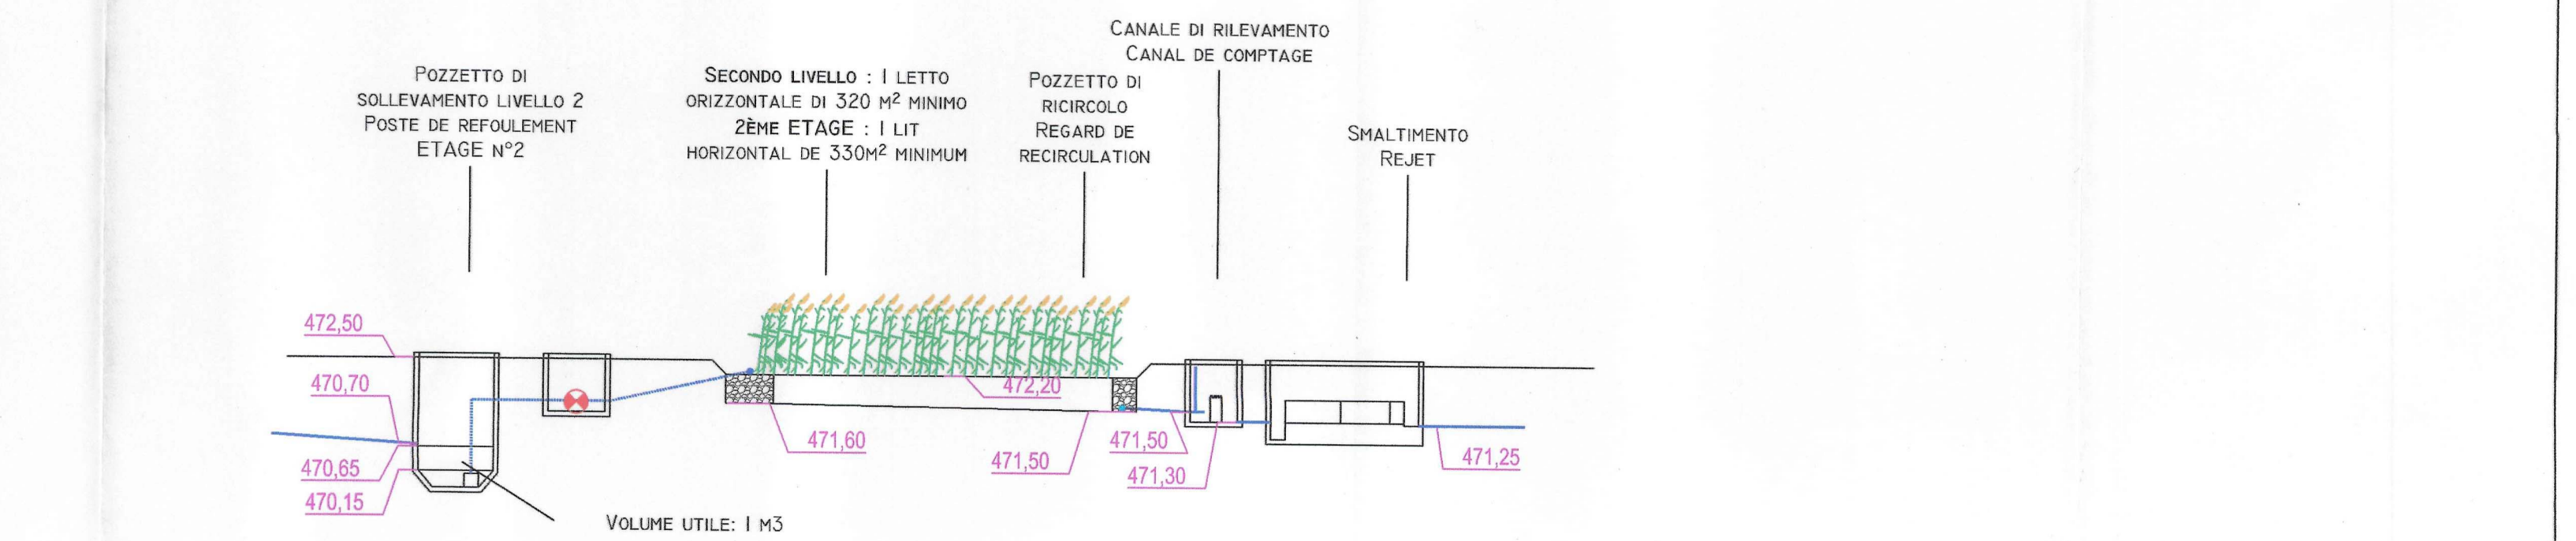 POZZETTO DI
SOLLEVAMENTO LIVELLO 2
POSTE DE REFOULEMENT
ETAGE N°2
SECONDO LIVELLO : 1 LETTO
ORIZZONTALE DI 320 M² MINIMO
2ÈME ETAGE : 1 LIT
HORIZONTAL DE 330M² MINIMUM
POZZETTO DI
RICIRCOLO
REGARD DE
RECIRCULATION
CANALE DI RILEVAMENTO
CANAL DE COMPTAGE
SMALTIMENTO
REJET
472,50
470,70
470,65
470,15
472,20
471,60
471,50
471,50
471,30
471,25
VOLUME UTILE: 1 M3